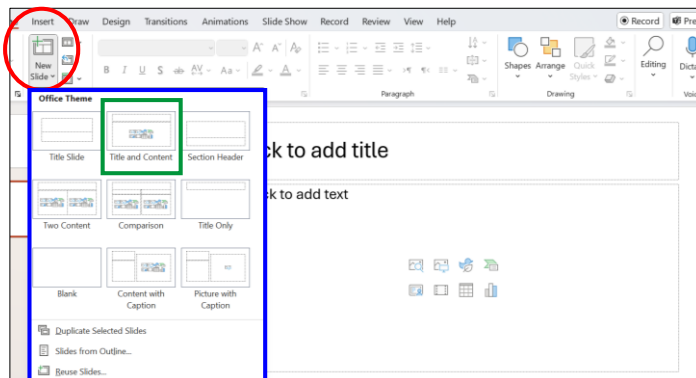 Insert Draw Design Transitions Animations Slide Show Record Review View Help Record
New Slide
B I U S ab AV Aa A A A A
Shapes Arrange Quick Styles Editing
Paragraph Drawing
Office Theme
Title Slide Title and Content Section Header
Two Content Comparison Title Only
Blank Content with Caption Picture with Caption
Duplicate Selected Slides
Slides from Outline...
Reuse Slides...
ck to add title
k to add text